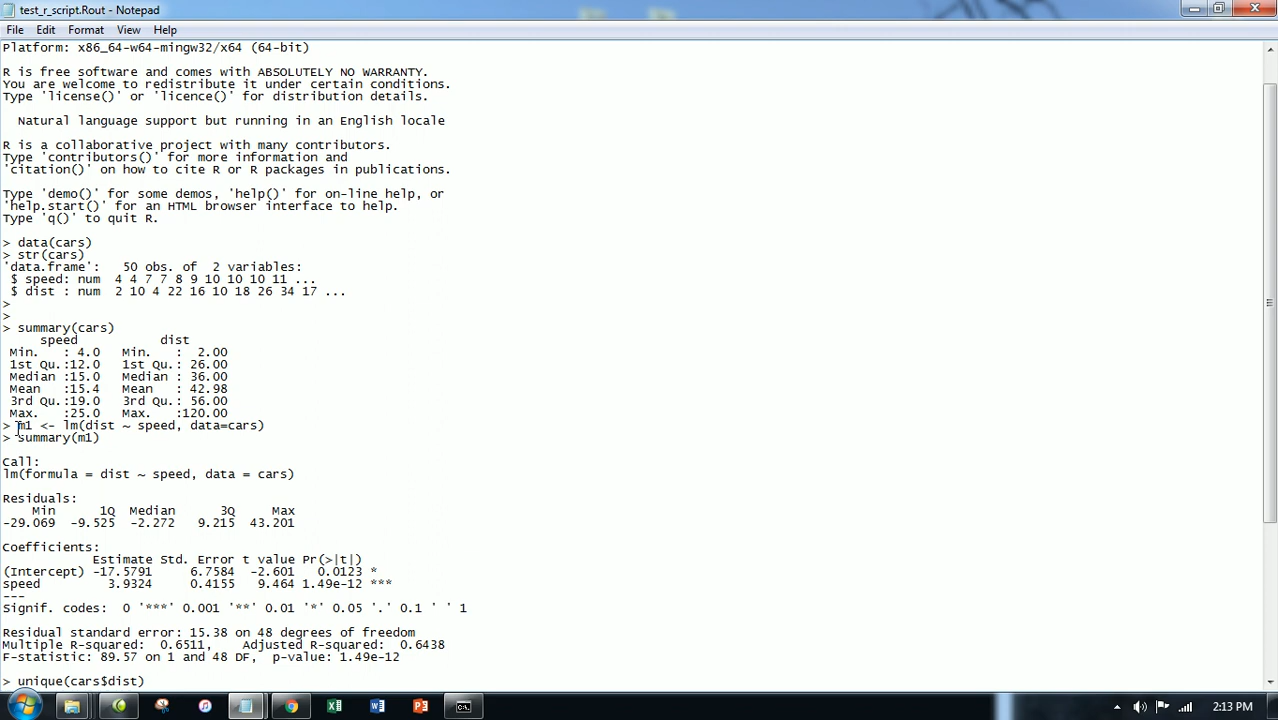 test_r_script.Rout - Notepad
File Edit Format View Help
Platform: x86_64-w64-mingw32/x64 (64-bit)
R is free software and comes with ABSOLUTELY NO WARRANTY.
You are welcome to redistribute it under certain conditions.
Type 'license()' or 'licence()' for distribution details.
Natural language support but running in an English locale
R is a collaborative project with many contributors.
Type 'contributors()' for more information and
'citation()' on how to cite R or R packages in publications.
Type 'demo()' for some demos, 'help()' for on-line help, or
'help.start()' for an HTML browser interface to help.
Type 'q()' to quit R.
> data(cars)
> str(cars)
'data.frame':   50 obs. of  2 variables:
 $ speed: num  4 4 7 7 8 9 10 10 10 11 ...
 $ dist : num  2 10 4 22 16 10 18 26 34 17 ...
>
>
> summary(cars)
     speed           dist
 Min.   : 4.0   Min.   :  2.00
 1st Qu.:12.0   1st Qu.: 26.00
 Median :15.0   Median : 36.00
 Mean   :15.4   Mean   : 42.98
 3rd Qu.:19.0   3rd Qu.: 56.00
 Max.   :25.0   Max.   :120.00
> m1 <- lm(dist ~ speed, data=cars)
> summary(m1)
Call:
lm(formula = dist ~ speed, data = cars)
Residuals:
    Min      1Q  Median      3Q     Max
-29.069  -9.525  -2.272   9.215  43.201
Coefficients:
            Estimate Std. Error t value Pr(>|t|)
(Intercept) -17.5791     6.7584  -2.601   0.0123 *
speed         3.9324     0.4155   9.464 1.49e-12 ***
---
Signif. codes:  0 '***' 0.001 '**' 0.01 '*' 0.05 '.' 0.1 ' ' 1
Residual standard error: 15.38 on 48 degrees of freedom
Multiple R-squared:  0.6511,    Adjusted R-squared:  0.6438
F-statistic: 89.57 on 1 and 48 DF,  p-value: 1.49e-12
> unique(cars$dist)
2:13 PM